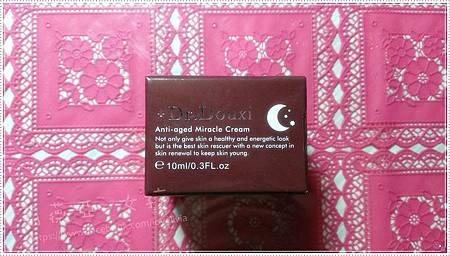 Dr.Douxi
Anti-aged Miracle Cream
Not only give skin a healthy and energetic look
but is the best skin rescuer with a new concept in
skin renewal to keep skin young.
℮ 10ml/0.3FL.oz